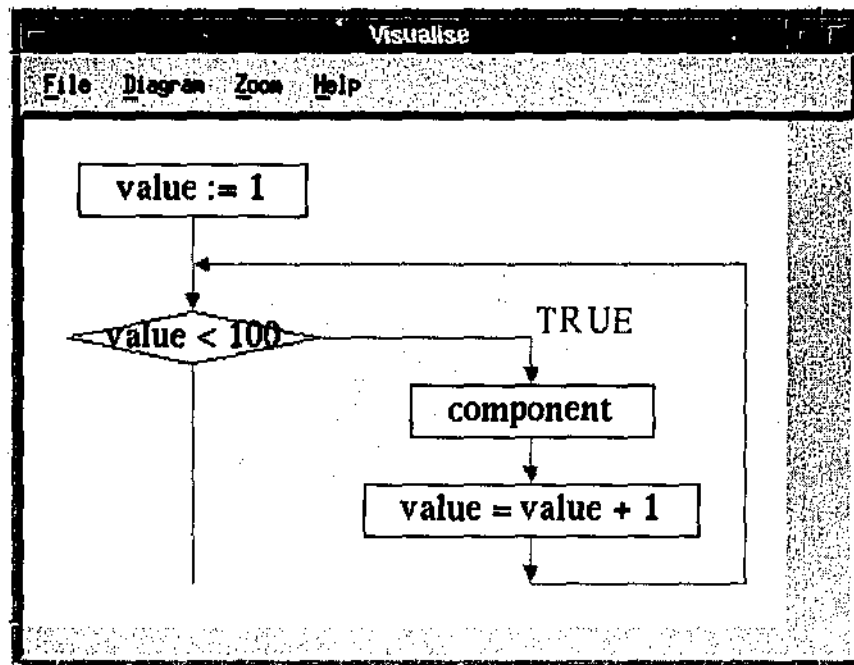 Visualise
File Diagram Zoom Help
value := 1
value < 100
TRUE
component
value = value + 1